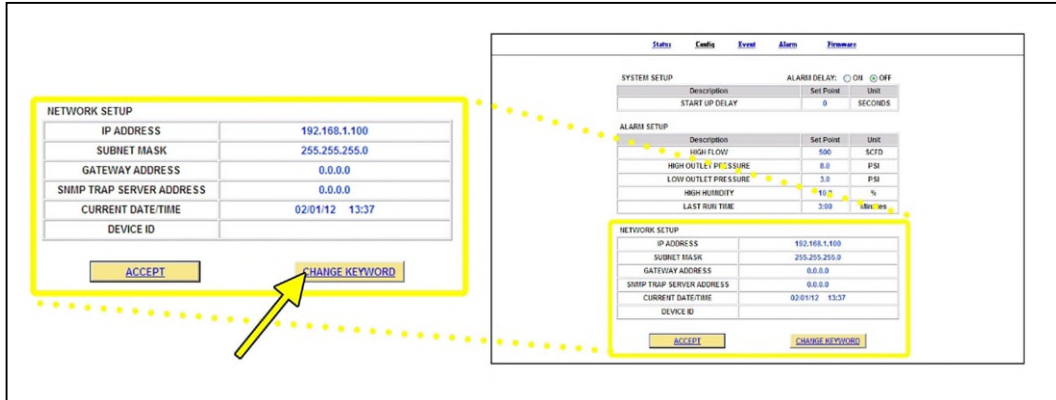 NETWORK SETUP
IP ADDRESS 192.168.1.100
SUBNET MASK 255.255.255.0
GATEWAY ADDRESS 0.0.0.0
SNMP TRAP SERVER ADDRESS 0.0.0.0
CURRENT DATE/TIME 02/01/12 13:37
DEVICE ID
ACCEPT CHANGE KEYWORD
Status Config Event Alarm Firmware
SYSTEM SETUP ALARM DELAY: ON OFF
Description Set Point Unit
START UP DELAY 0 SECONDS
ALARM SETUP
Description Set Point Unit
HIGH FLOW 500 SCFD
HIGH OUTLET PRESSURE 8.0 PSI
LOW OUTLET PRESSURE 3.0 PSI
HIGH HUMIDITY %
LAST RUN TIME 3:00 Minutes
NETWORK SETUP
IP ADDRESS 192.168.1.100
SUBNET MASK 255.255.255.0
GATEWAY ADDRESS 0.0.0.0
SNMP TRAP SERVER ADDRESS 0.0.0.0
CURRENT DATE/TIME 02/01/12 13:37
DEVICE ID
ACCEPT CHANGE KEYWORD